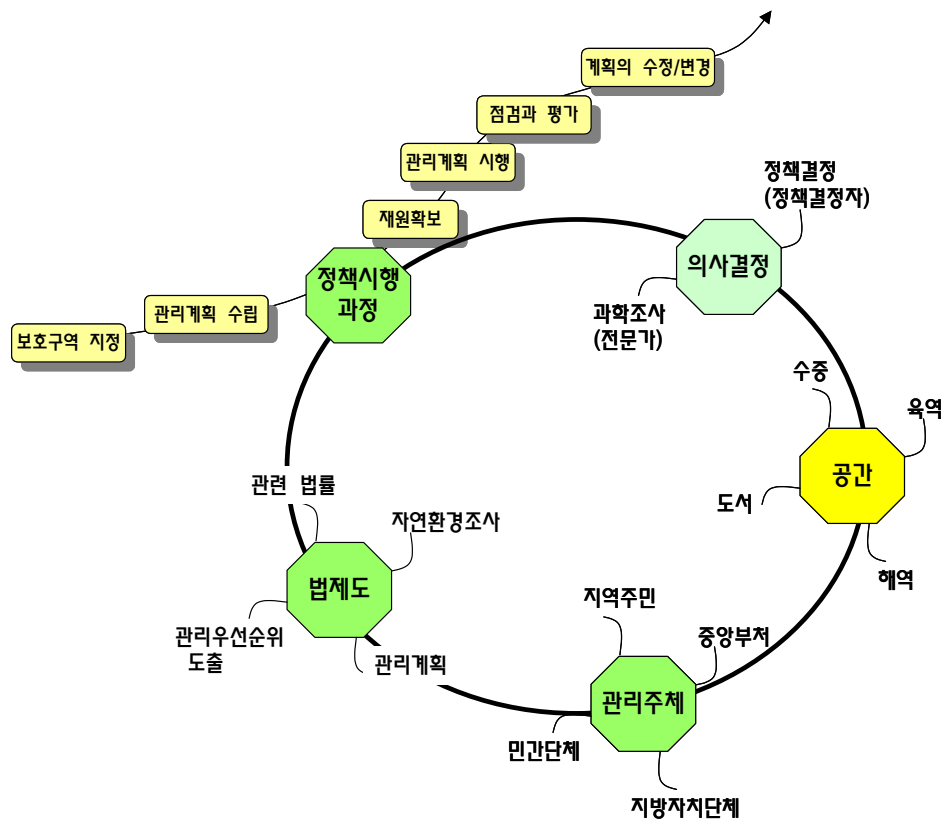 계획의 수정/변경
점검과 평가
관리계획 시행
재원확보
정책시행
과정
관리계획 수립
보호구역 지정
정책결정
(정책결정자)
의사결정
과학조사
(전문가)
수중
육역
공간
도서
해역
관련 법률
자연환경조사
법제도
관리우선순위
도출
관리계획
지역주민
중앙부처
관리주체
민간단체
지방자치단체